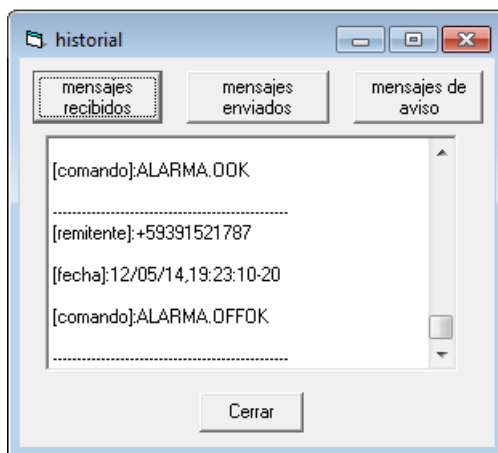 historial
mensajes recibidos
mensajes enviados
mensajes de aviso
[comando]:ALARMA.OOK
----------------------------------------------
[remitente]:+59391521787
[fecha]:12/05/14,19:23:10-20
[comando]:ALARMA.OFFOK
----------------------------------------------
Cerrar